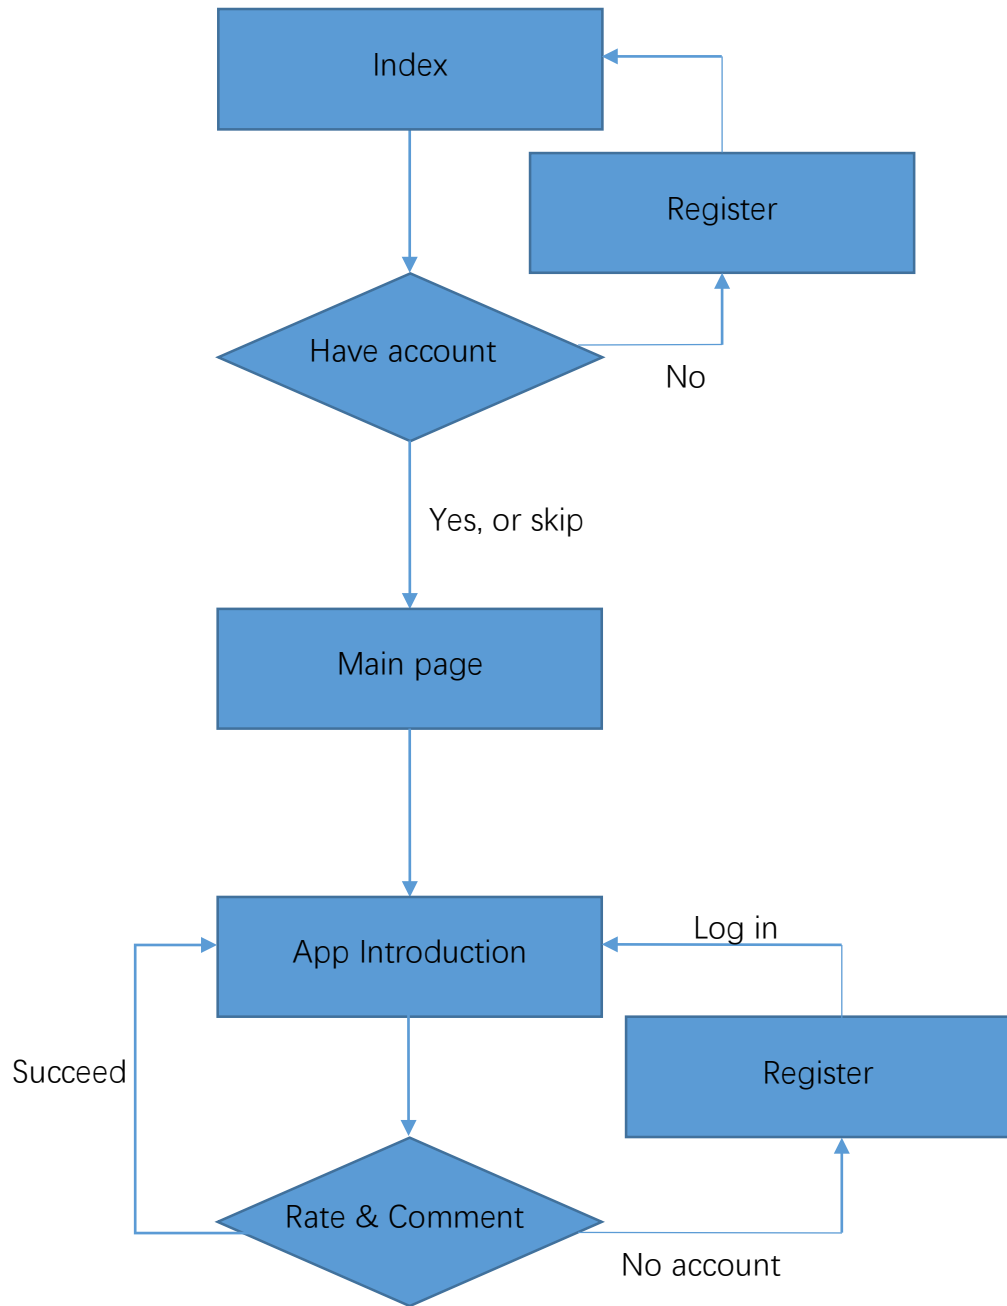 Index
Register
Have account
No
Yes, or skip
Main page
Log in
App Introduction
Succeed
Register
Rate & Comment
No account